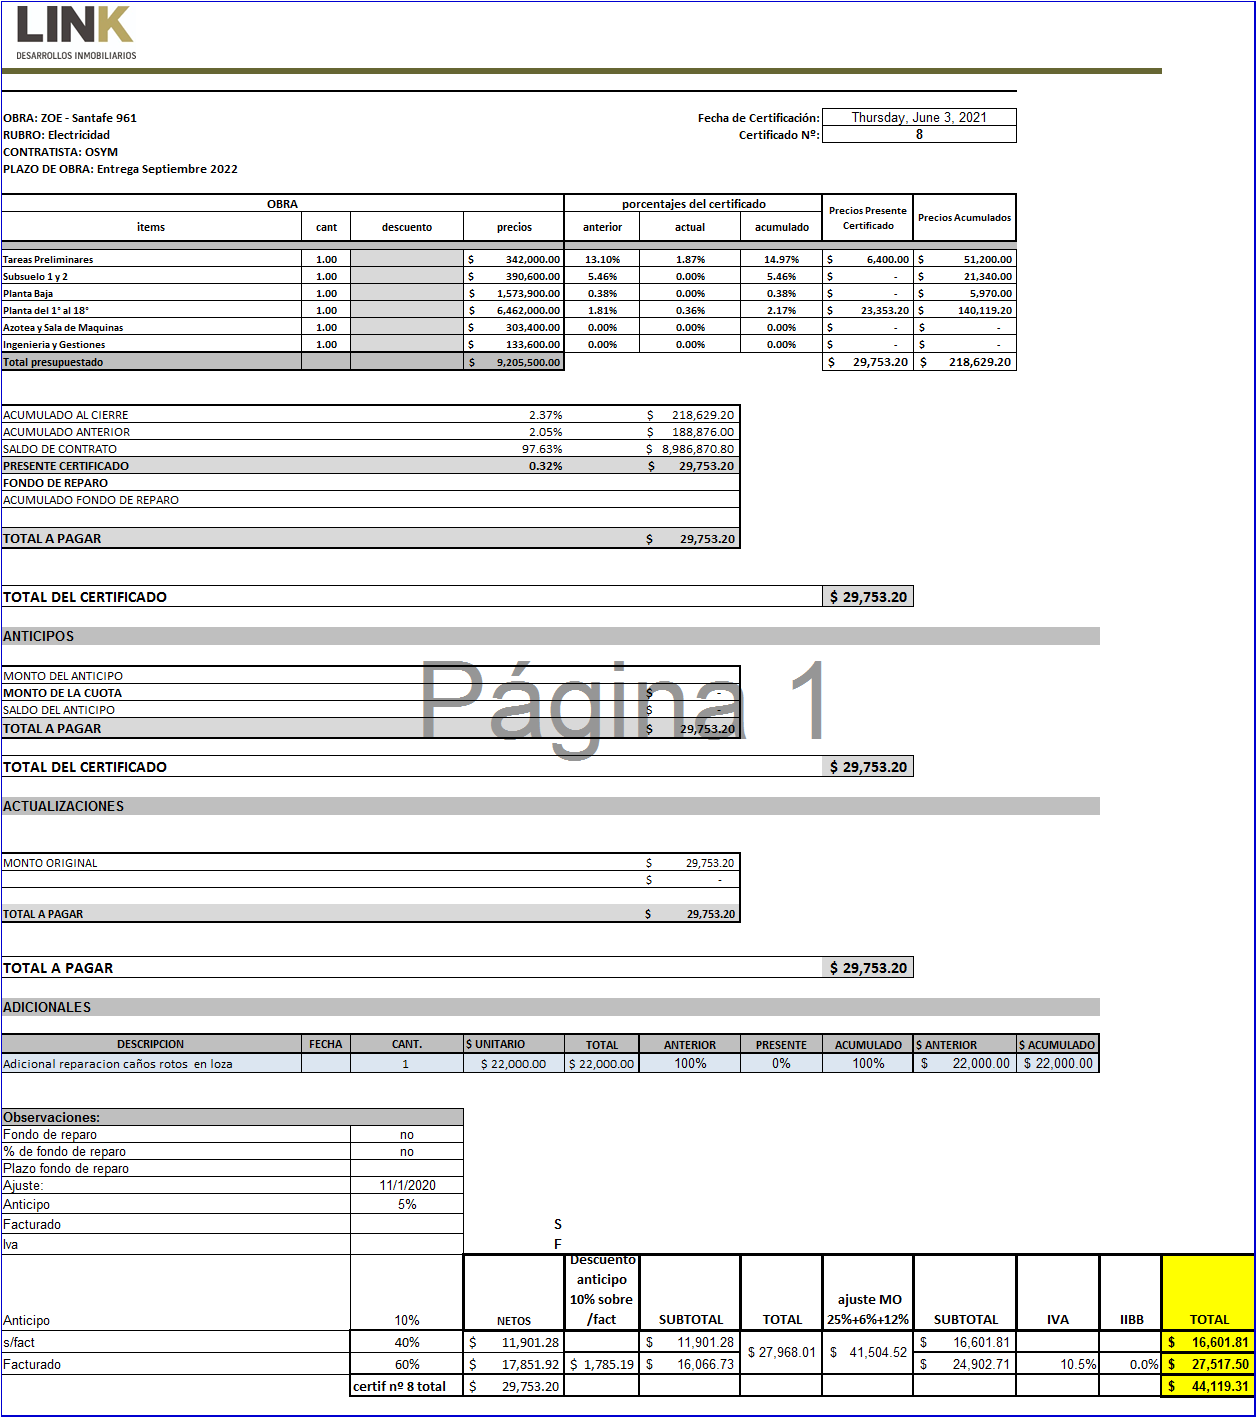 LINK
DESARROLLOS INMOBILIARIOS
OBRA: ZOE - Santafe 961
Fecha de Certificación: Thursday, June 3, 2021
RUBRO: Electricidad
Certificado Nº: 8
CONTRATISTA: OSYM
PLAZO DE OBRA: Entrega Septiembre 2022
OBRA porcentajes del certificado Precios Presente Certificado Precios Acumulados
items cant descuento precios anterior actual acumulado
Tareas Preliminares 1.00 $ 342,000.00 13.10% 1.87% 14.97% $ 6,400.00 $ 51,200.00
Subsuelo 1 y 2 1.00 $ 390,600.00 5.46% 0.00% 5.46% $ - $ 21,340.00
Planta Baja 1.00 $ 1,573,900.00 0.38% 0.00% 0.38% $ - $ 5,970.00
Planta del 1° al 18° 1.00 $ 6,462,000.00 1.81% 0.36% 2.17% $ 23,353.20 $ 140,119.20
Azotea y Sala de Maquinas 1.00 $ 303,400.00 0.00% 0.00% 0.00% $ - $ -
Ingenieria y Gestiones 1.00 $ 133,600.00 0.00% 0.00% 0.00% $ - $ -
Total presupuestado $ 9,205,500.00 $ 29,753.20 $ 218,629.20
ACUMULADO AL CIERRE 2.37% $ 218,629.20
ACUMULADO ANTERIOR 2.05% $ 188,876.00
SALDO DE CONTRATO 97.63% $ 8,986,870.80
PRESENTE CERTIFICADO 0.32% $ 29,753.20
FONDO DE REPARO
ACUMULADO FONDO DE REPARO
TOTAL A PAGAR $ 29,753.20
TOTAL DEL CERTIFICADO $ 29,753.20
ANTICIPOS
Página 1
MONTO DEL ANTICIPO
MONTO DE LA CUOTA $ -
SALDO DEL ANTICIPO $ -
TOTAL A PAGAR $ 29,753.20
TOTAL DEL CERTIFICADO $ 29,753.20
ACTUALIZACIONES
MONTO ORIGINAL $ 29,753.20
$ -
TOTAL A PAGAR $ 29,753.20
TOTAL A PAGAR $ 29,753.20
ADICIONALES
DESCRIPCION FECHA CANT. $ UNITARIO TOTAL ANTERIOR PRESENTE ACUMULADO $ ANTERIOR $ ACUMULADO
Adicional reparacion caños rotos en loza 1 $ 22,000.00 $ 22,000.00 100% 0% 100% $ 22,000.00 $ 22,000.00
Observaciones:
Fondo de reparo no
% de fondo de reparo no
Plazo fondo de reparo
Ajuste: 11/1/2020
Anticipo 5%
Facturado S
Iva F
Anticipo 10% NETOS Descuento anticipo 10% sobre /fact SUBTOTAL TOTAL ajuste MO 25%+6%+12% SUBTOTAL IVA IIBB TOTAL
s/fact 40% $ 11,901.28 $ 11,901.28 $ 27,968.01 $ 41,504.52 $ 16,601.81 $ 16,601.81
Facturado 60% $ 17,851.92 $ 1,785.19 $ 16,066.73 $ 24,902.71 10.5% 0.0% $ 27,517.50
certif nº 8 total $ 29,753.20 $ 44,119.31